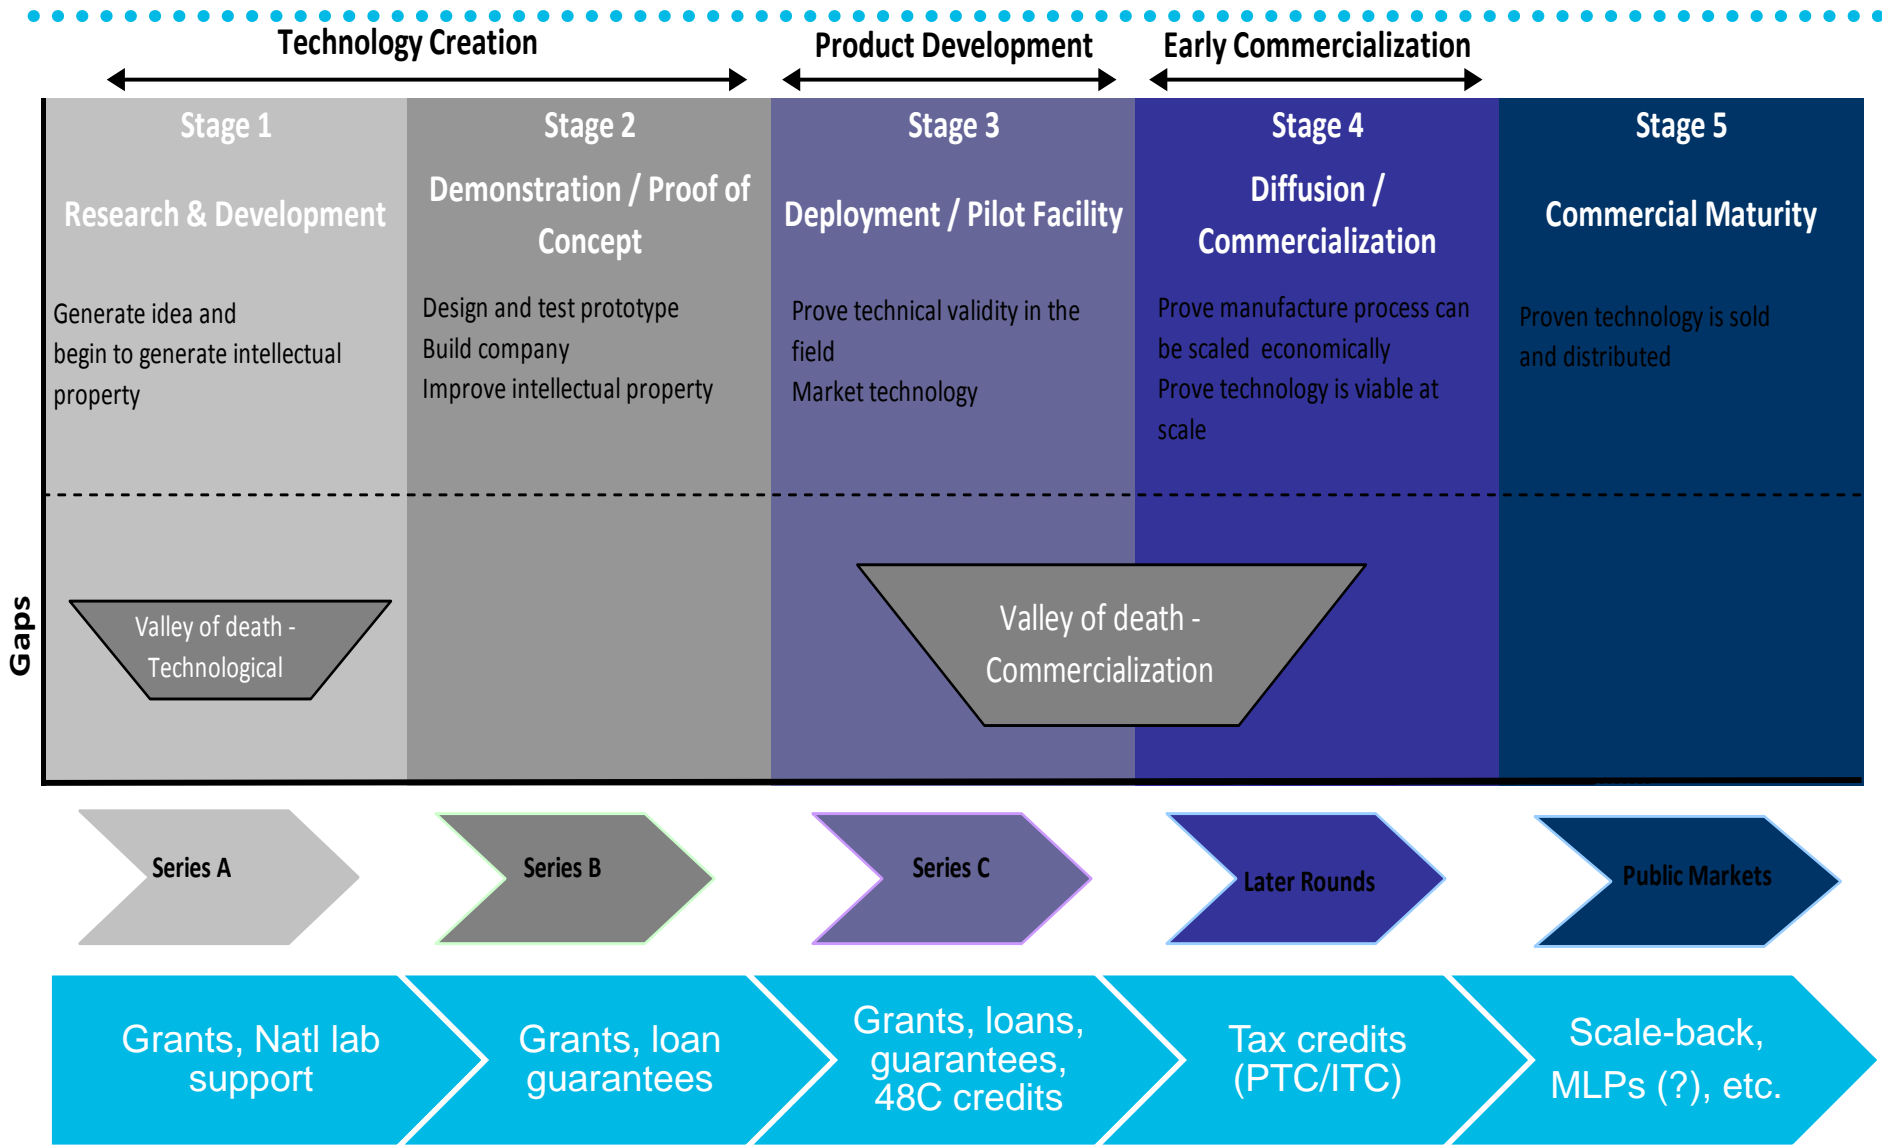 Technology Creation
Product Development
Early Commercialization
Stage 1
Research & Development
Generate idea and
begin to generate intellectual
property
Stage 2
Demonstration / Proof of
Concept
Design and test prototype
Build company
Improve intellectual property
Stage 3
Deployment / Pilot Facility
Prove technical validity in the
field
Market technology
Stage 4
Diffusion /
Commercialization
Prove manufacture process can
be scaled economically
Prove technology is viable at
scale
Stage 5
Commercial Maturity
Proven technology is sold
and distributed
Gaps
Valley of death -
Technological
Valley of death -
Commercialization
Series A
Series B
Series C
Later Rounds
Public Markets
Grants, Natl lab
support
Grants, loan
guarantees
Grants, loans,
guarantees,
48C credits
Tax credits
(PTC/ITC)
Scale-back,
MLPs (?), etc.